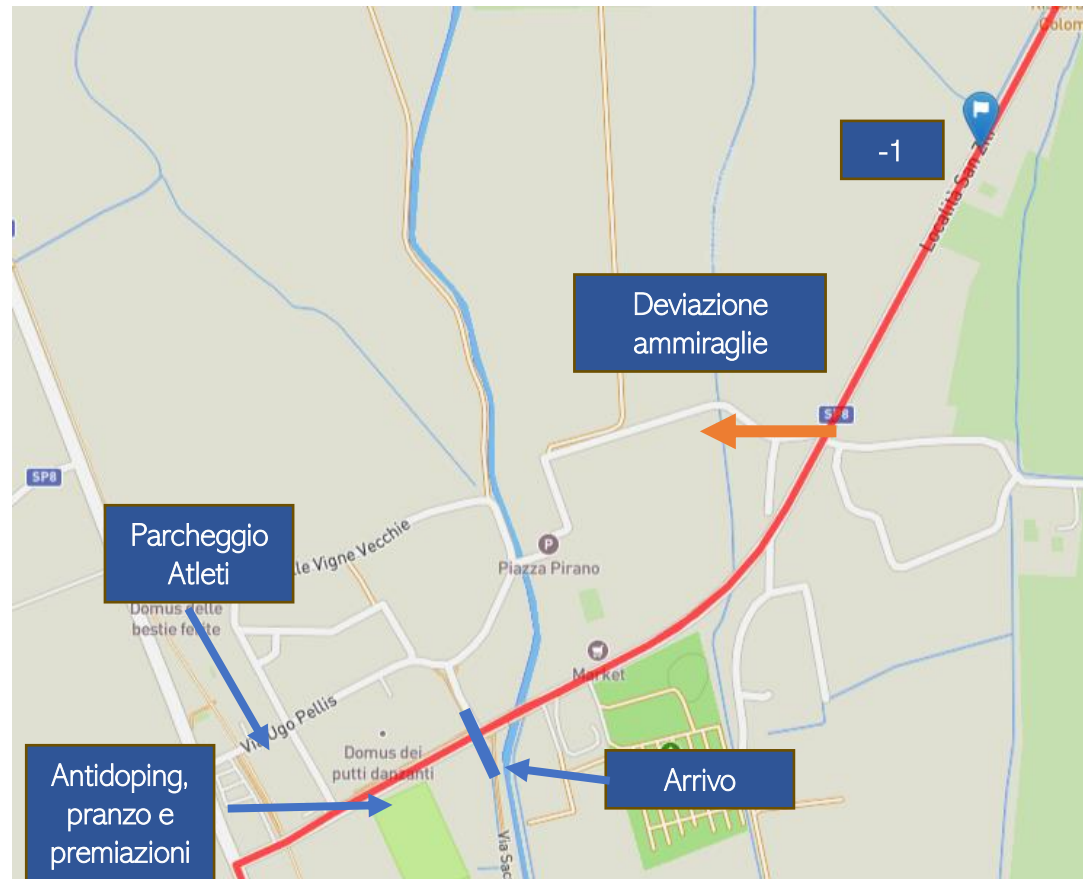 Colom
-1
Località San Zili
Deviazione
ammiraglie
SP8
SP8
Parcheggio
Atleti
lle Vigne Vecchie
P
Piazza Pirano
Domus delle
bestie ferite
Market
Via Ugo Pellis
Domus dei
putti danzanti
Antidoping,
pranzo e
premiazioni
Arrivo
Via Sac